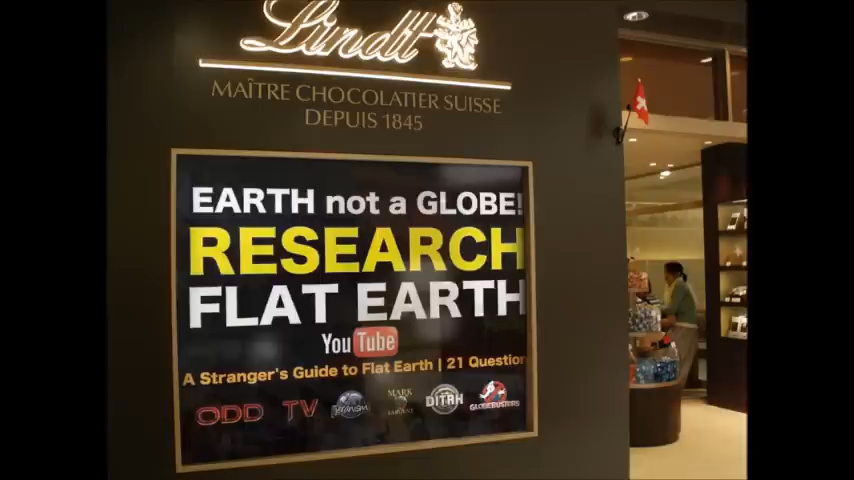 Lindt
MAÎTRE CHOCOLATIER SUISSE
DEPUIS 1845
EARTH not a GLOBE!
RESEARCH
FLAT EARTH
YouTube
A Stranger's Guide to Flat Earth | 21 Question
ODD TV MARK SARGENT DITRH GLOBEBUSTERS